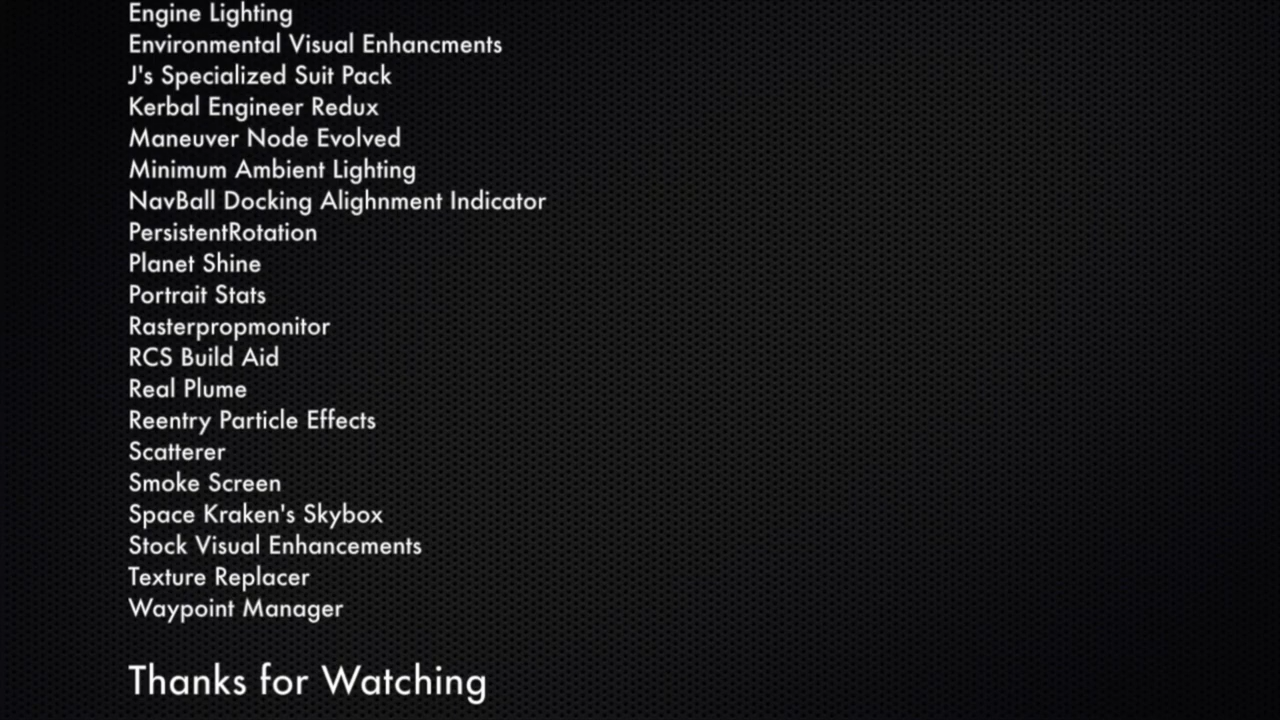 Engine Lighting
Environmental Visual Enhancments
J's Specialized Suit Pack
Kerbal Engineer Redux
Maneuver Node Evolved
Minimum Ambient Lighting
NavBall Docking Alighnment Indicator
PersistentRotation
Planet Shine
Portrait Stats
Rasterpropmonitor
RCS Build Aid
Real Plume
Reentry Particle Effects
Scatterer
Smoke Screen
Space Kraken's Skybox
Stock Visual Enhancements
Texture Replacer
Waypoint Manager
Thanks for Watching